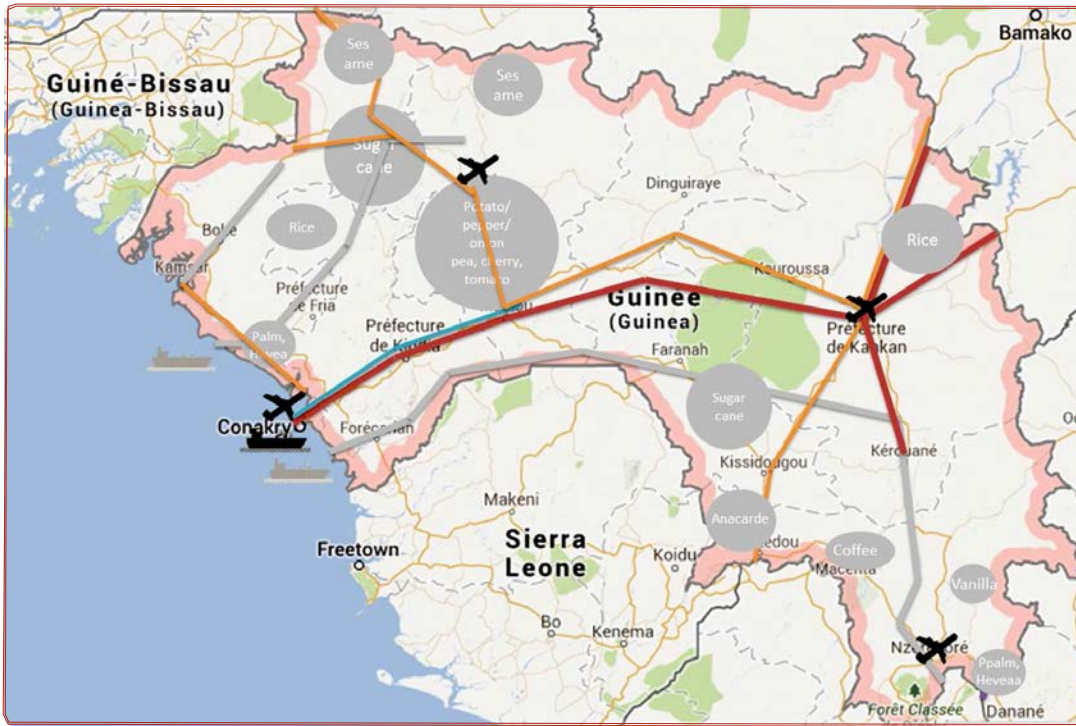 Bamako
Ses
ame
Ses
ame
Guiné-Bissau
(Guinea-Bissau)
Sugar
cane
Dinguiraye
Potato/
pepper/
onion
pea, cherry,
tomato
Rice
Boke
Rice
Kamsar
Kouroussa
Préfecture
de Fria
Guinée
(Guinea)
Préfecture
de Kindia
Préfecture
de Kankan
Palm,
Hevea
Faranah
Sugar
cane
Conakry
Forécariah
Kérouané
Kissidougou
Makeni
Anacarde
Sierra
Leone
Freetown
Koidu
Coffee
Macenta
Vanilla
Bo
Kenema
Nzérékoré
Ppalm,
Heveaa
Forêt Classée
Danané